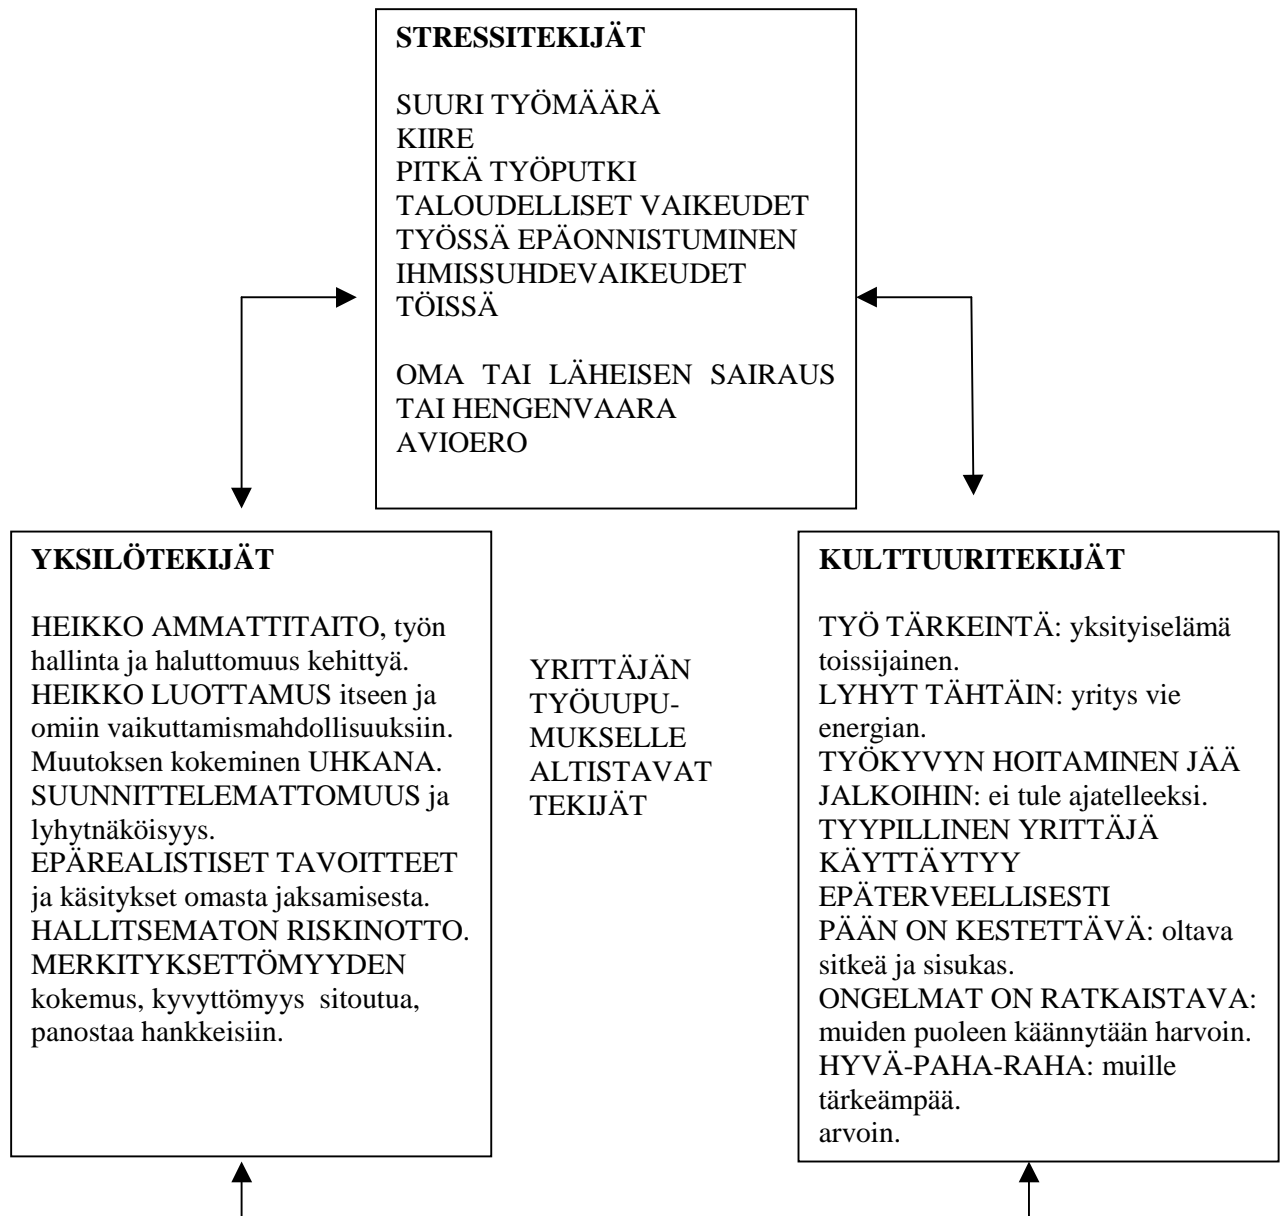 STRESSITEKIJÄT
SUURI TYÖMÄÄRÄ
KIIRE
PITKÄ TYÖPUTKI
TALOUDELLISET VAIKEUDET
TYÖSSÄ EPÄONNISTUMINEN
IHMISSUHDEVAIKEUDET
TÖISSÄ
OMA TAI LÄHEISEN SAIRAUS
TAI HENGENVAARA
AVIOERO
YKSILÖTEKIJÄT
HEIKKO AMMATTITAITO, työn
hallinta ja haluttomuus kehittyä.
HEIKKO LUOTTAMUS itseen ja
omiin vaikuttamismahdollisuuksiin.
Muutoksen kokeminen UHKANA.
SUUNNITTELEMATTOMUUS ja
lyhytnäköisyys.
EPÄREALISTISET TAVOITTEET
ja käsitykset omasta jaksamisesta.
HALLITSEMATON RISKINOTTO.
MERKITYKSETTÖMYYDEN
kokemus, kyvyttömyys sitoutua,
panostaa hankkeisiin.
YRITTÄJÄN
TYÖUUPU-
MUKSELLE
ALTISTAVAT
TEKIJÄT
KULTTUURITEKIJÄT
TYÖ TÄRKEINTÄ: yksityiselämä
toissijainen.
LYHYT TÄHTÄIN: yritys vie
energian.
TYÖKYVYN HOITAMINEN JÄÄ
JALKOIHIN: ei tule ajatelleeksi.
TYYPILLINEN YRITTÄJÄ
KÄYTTÄYTYY
EPÄTERVEELLISESTI
PÄÄN ON KESTETTÄVÄ: oltava
sitkeä ja sisukas.
ONGELMAT ON RATKAISTAVA:
muiden puoleen käännytään harvoin.
HYVÄ-PAHA-RAHA: muille
tärkeämpää.
arvoin.